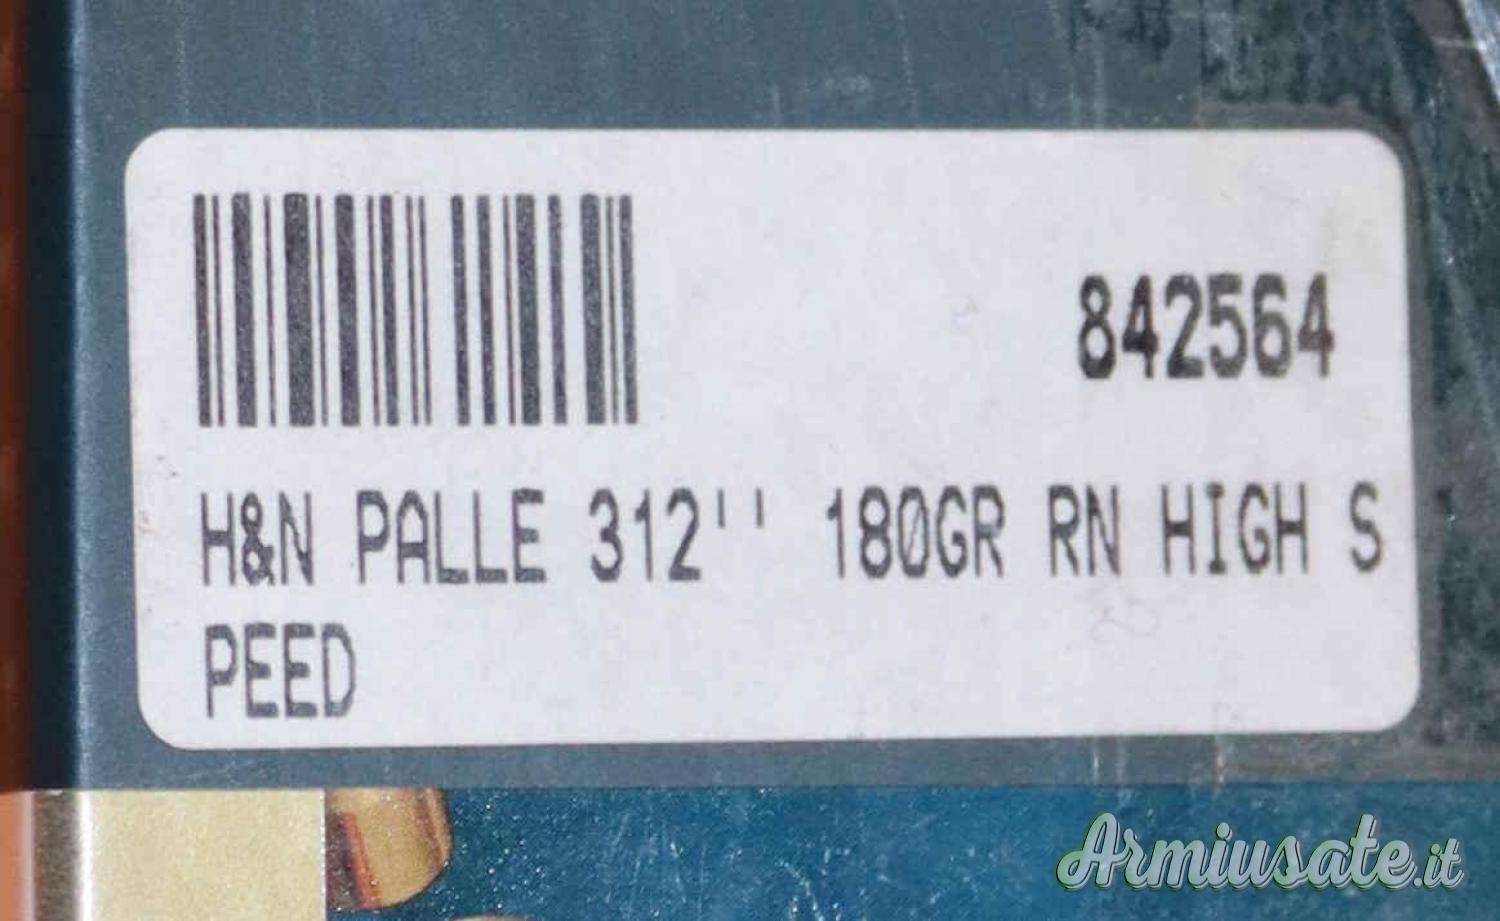 842564
H&N PALLE 312'' 180GR RN HIGH S
PEED
Armiusate.it